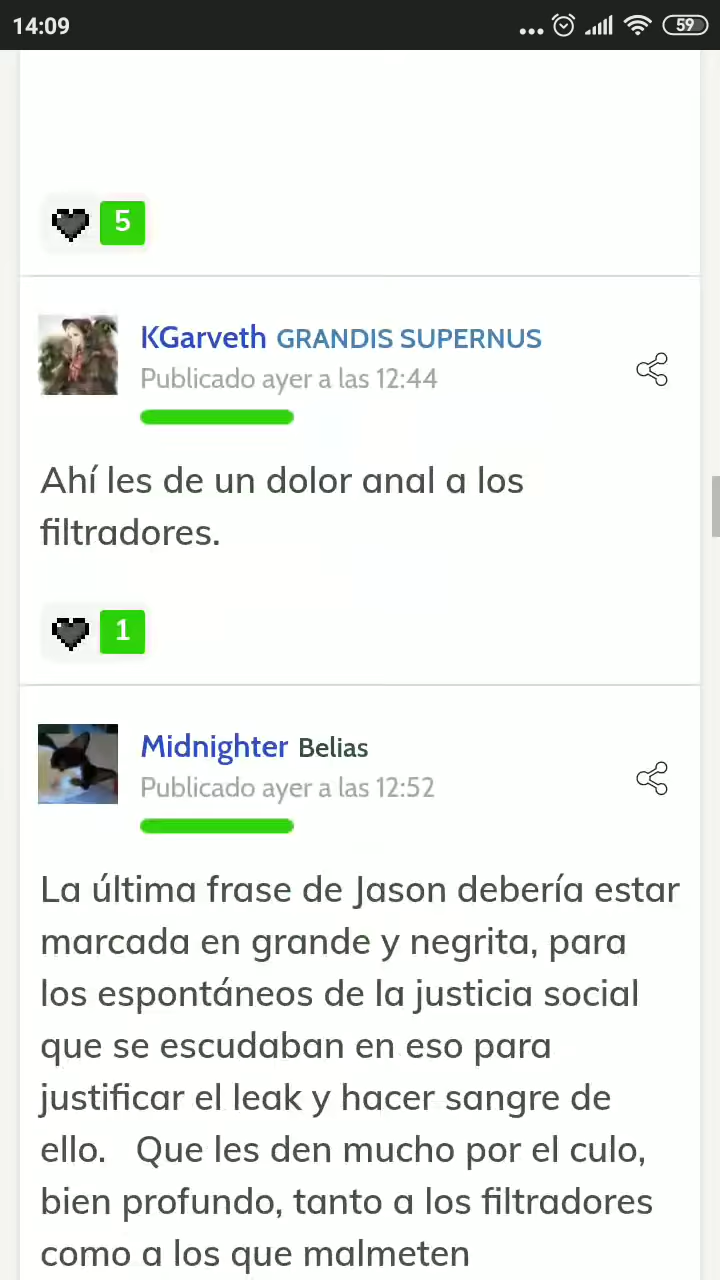 14:09
59
5
KGarveth GRANDIS SUPERNUS
Publicado ayer a las 12:44
Ahí les de un dolor anal a los
filtradores.
1
Midnighter Belias
Publicado ayer a las 12:52
La última frase de Jason debería estar
marcada en grande y negrita, para
los espontáneos de la justicia social
que se escudaban en eso para
justificar el leak y hacer sangre de
ello. Que les den mucho por el culo,
bien profundo, tanto a los filtradores
como a los que malmeten